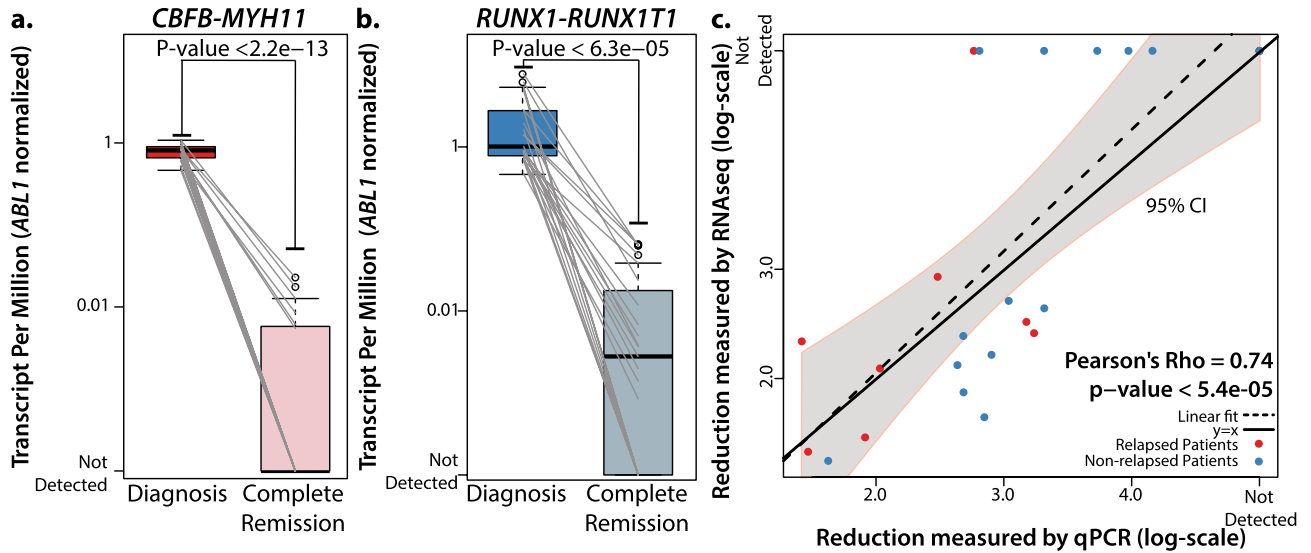 a.
CBFB-MYH11
P-value <2.2e−13
Transcript Per Million (ABL1 normalized)
1
0.01
Not
Detected
Diagnosis
Complete
Remission
b.
RUNX1-RUNX1T1
P-value < 6.3e−05
Transcript Per Million (ABL1 normalized)
1
0.01
Not
Detected
Diagnosis
Complete
Remission
c.
Reduction measured by RNAseq (log-scale)
Not
Detected
3.0
2.0
95% CI
Pearson's Rho = 0.74
p−value < 5.4e-05
Linear fit
y=x
Relapsed Patients
Non-relapsed Patients
2.0
3.0
4.0
Not
Detected
Reduction measured by qPCR (log-scale)